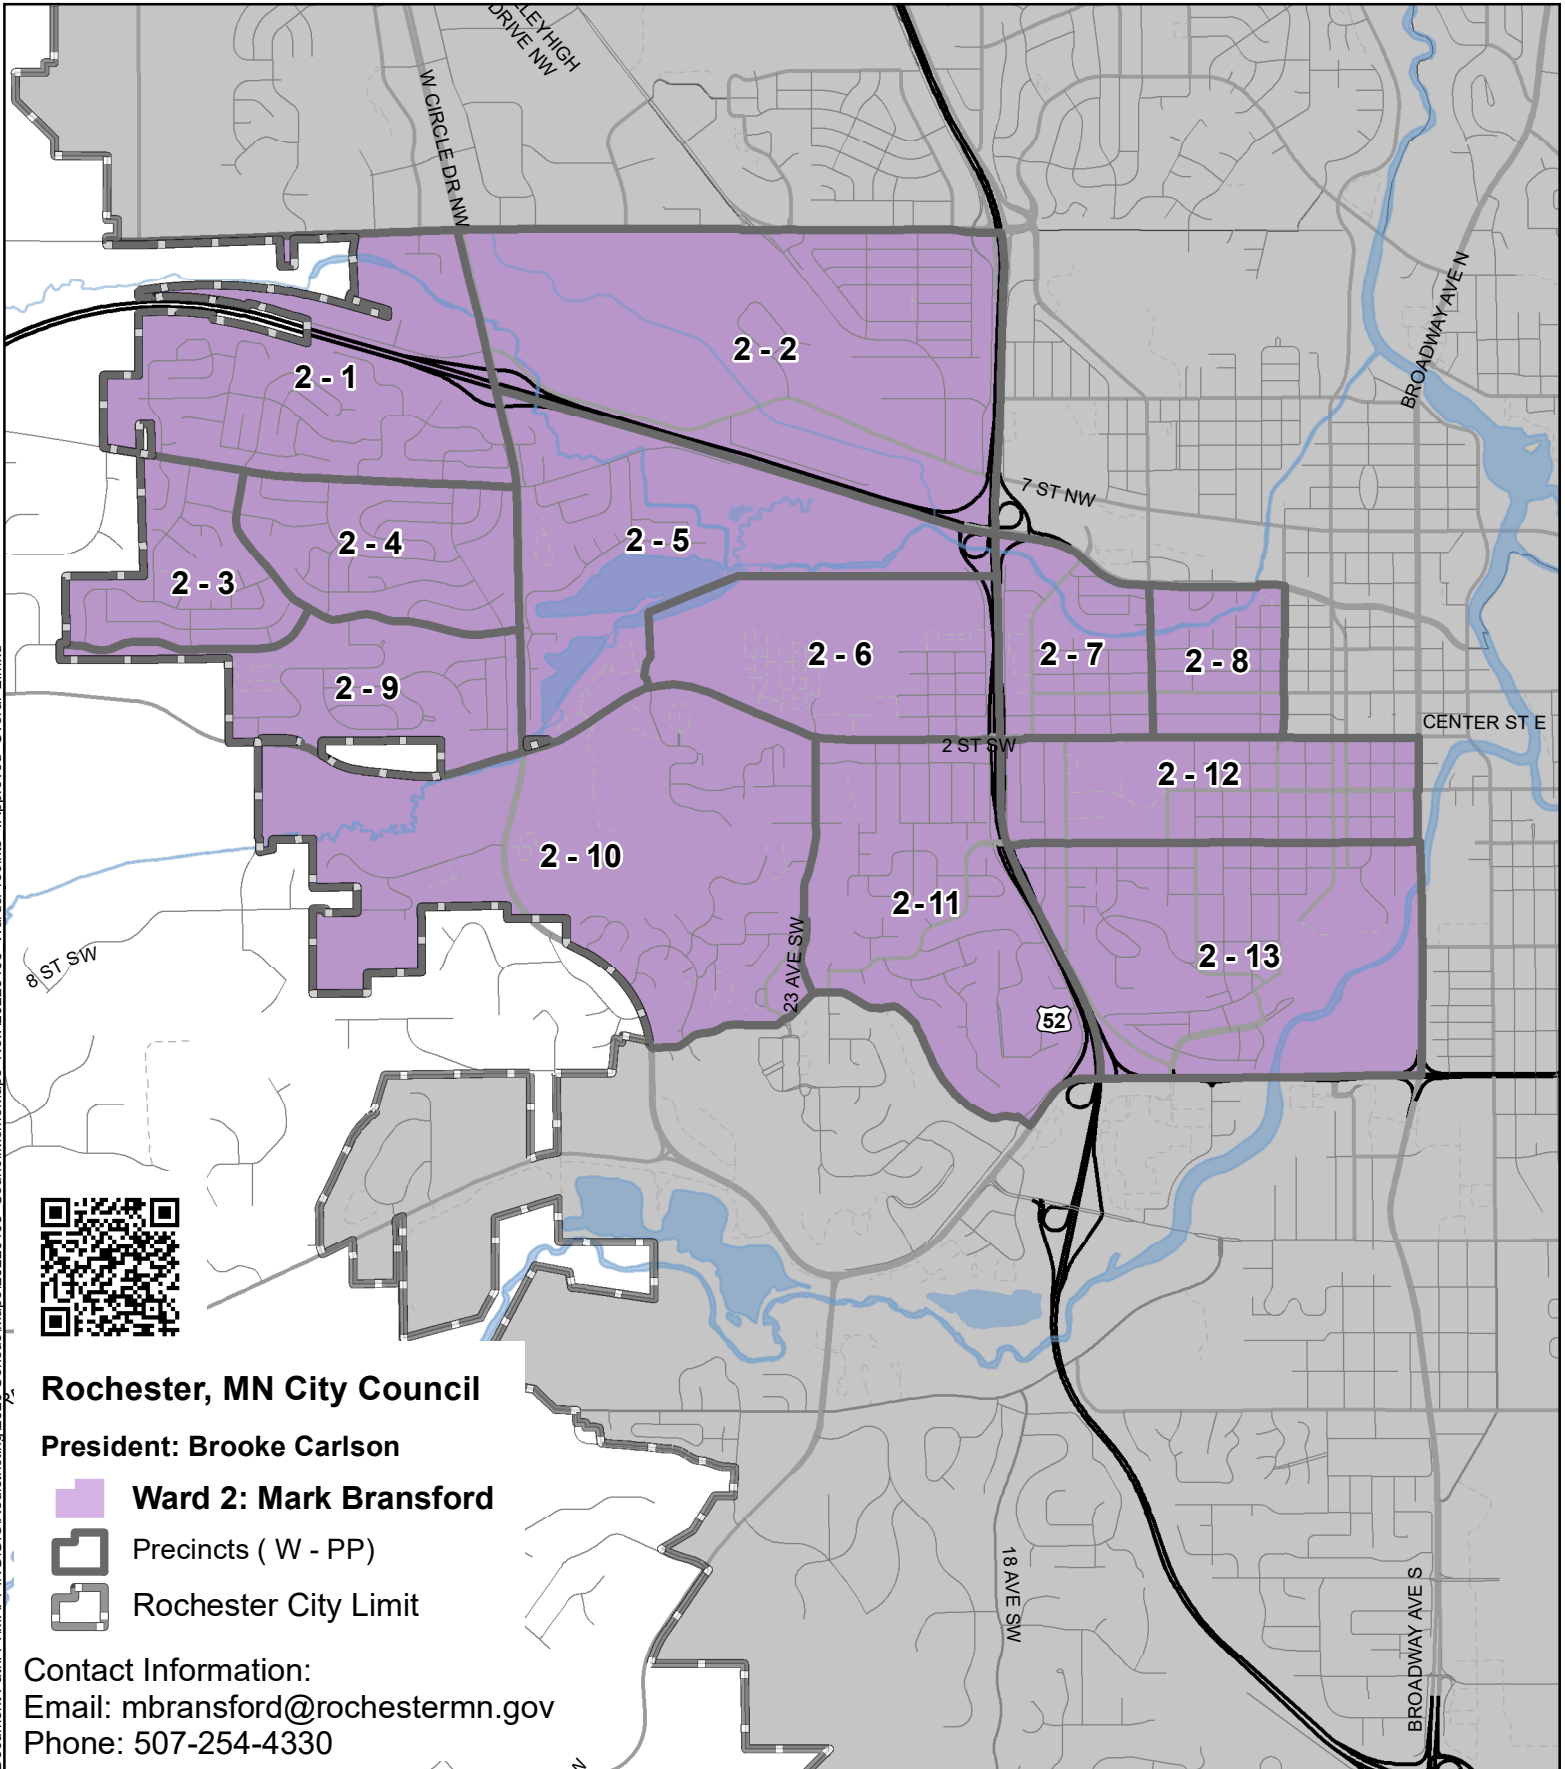 LLEYHIGH
DRIVE NW
W CIRCLE DR NW
BROADWAY AVE N
2 - 2
2 - 1
7 ST NW
2 - 4
2 - 5
2 - 3
2 - 6
2 - 7
2 - 8
2 - 9
CENTER ST E
2 ST SW
2 - 12
2 - 10
2 - 11
23 AVE SW
2 - 13
8 ST SW
52
Rochester, MN City Council
President: Brooke Carlson
Ward 2: Mark Bransford
Precincts ( W - PP)
Rochester City Limit
18 AVE SW
BROADWAY AVE S
Contact Information:
Email: mbransford@rochestermn.gov
Phone: 507-254-4330